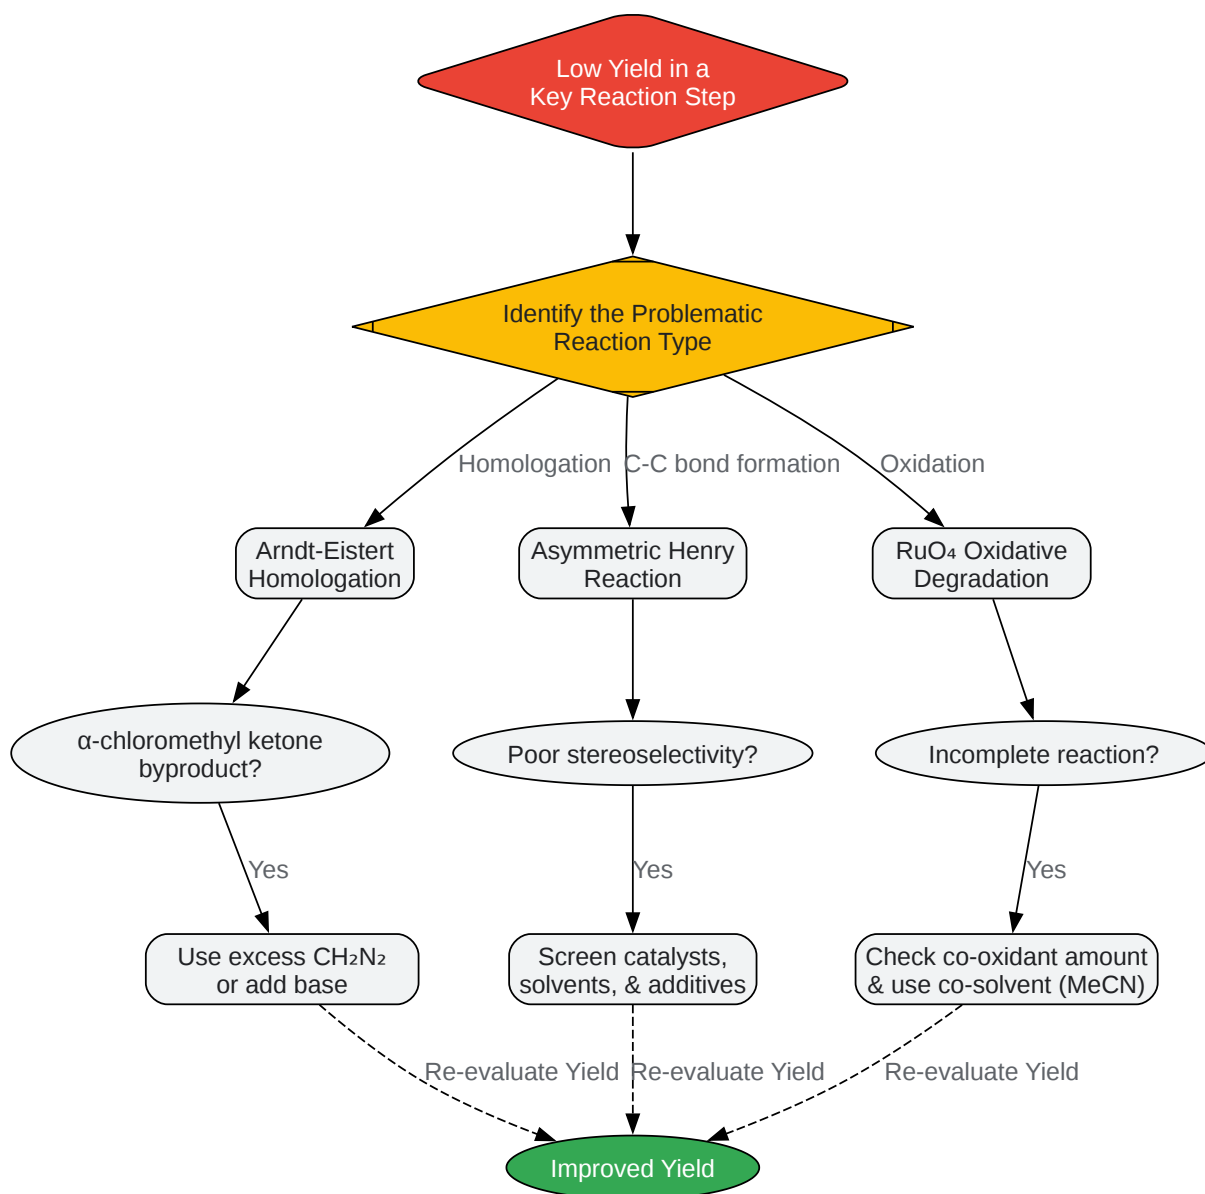 Low Yield in a
Key Reaction Step
Identify the Problematic
Reaction Type
Homologation
C-C bond formation
Oxidation
Arndt-Eistert
Homologation
Asymmetric Henry
Reaction
RuO₄ Oxidative
Degradation
α-chloromethyl ketone
byproduct?
Poor stereoselectivity?
Incomplete reaction?
Yes
Yes
Yes
Use excess CH₂N₂
or add base
Screen catalysts,
solvents, & additives
Check co-oxidant amount
& use co-solvent (MeCN)
Re-evaluate Yield
Re-evaluate Yield
Re-evaluate Yield
Improved Yield